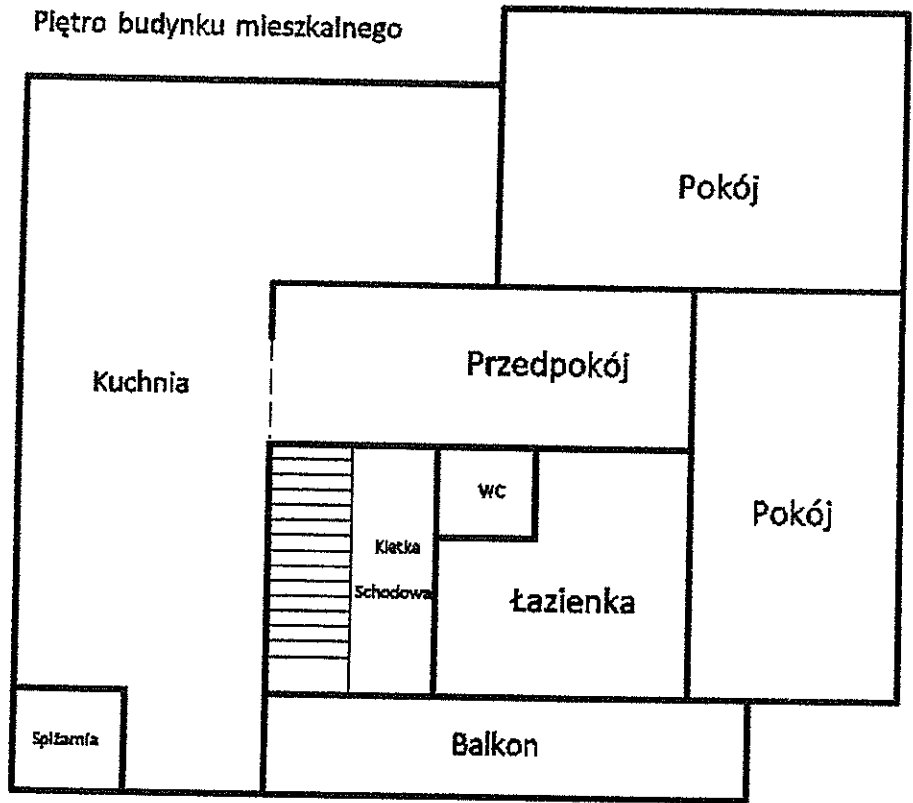 Piętro budynku mieszkalnego
Pokój
Przedpokój
Kuchnia
WC
Pokój
Klatka
Schodowa
Łazienka
Spiżarnia
Balkon